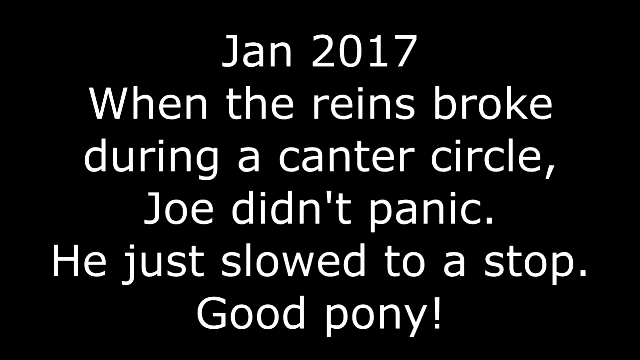 Jan 2017
When the reins broke
during a canter circle,
Joe didn't panic.
He just slowed to a stop.
Good pony!